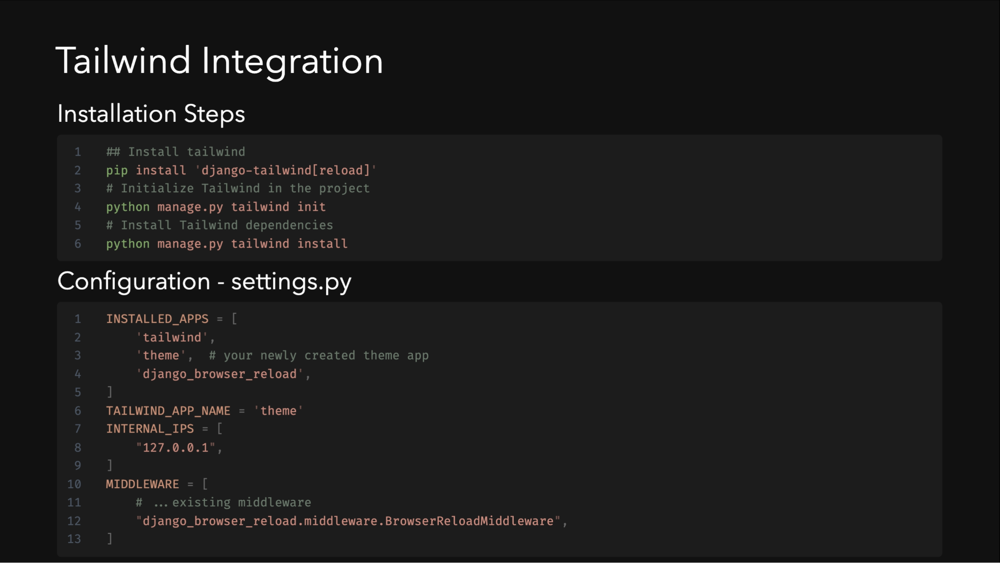 Tailwind Integration
Installation Steps
1 ## Install tailwind
2 pip install 'django-tailwind[reload]'
3 # Initialize Tailwind in the project
4 python manage.py tailwind init
5 # Install Tailwind dependencies
6 python manage.py tailwind install
Configuration - settings.py
1 INSTALLED_APPS = [
2     'tailwind',
3     'theme',  # your newly created theme app
4     'django_browser_reload',
5 ]
6 TAILWIND_APP_NAME = 'theme'
7 INTERNAL_IPS = [
8     "127.0.0.1",
9 ]
10 MIDDLEWARE = [
11     # ...existing middleware
12     "django_browser_reload.middleware.BrowserReloadMiddleware",
13 ]